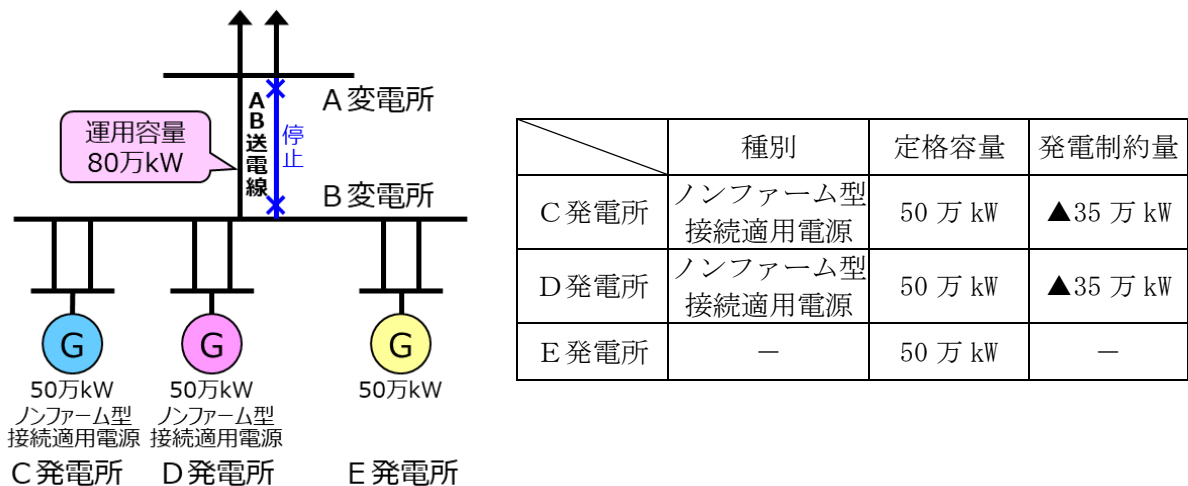 A変電所
AB送電線
停止
運用容量
80万kW
B変電所
G
G
G
50万kW
ノンファーム型
接続適用電源
C発電所
50万kW
ノンファーム型
接続適用電源
D発電所
50万kW
E発電所
種別
定格容量
発電制約量
C発電所
ノンファーム型
接続適用電源
50万kW
▲35万kW
D発電所
ノンファーム型
接続適用電源
50万kW
▲35万kW
E発電所
－
50万kW
－